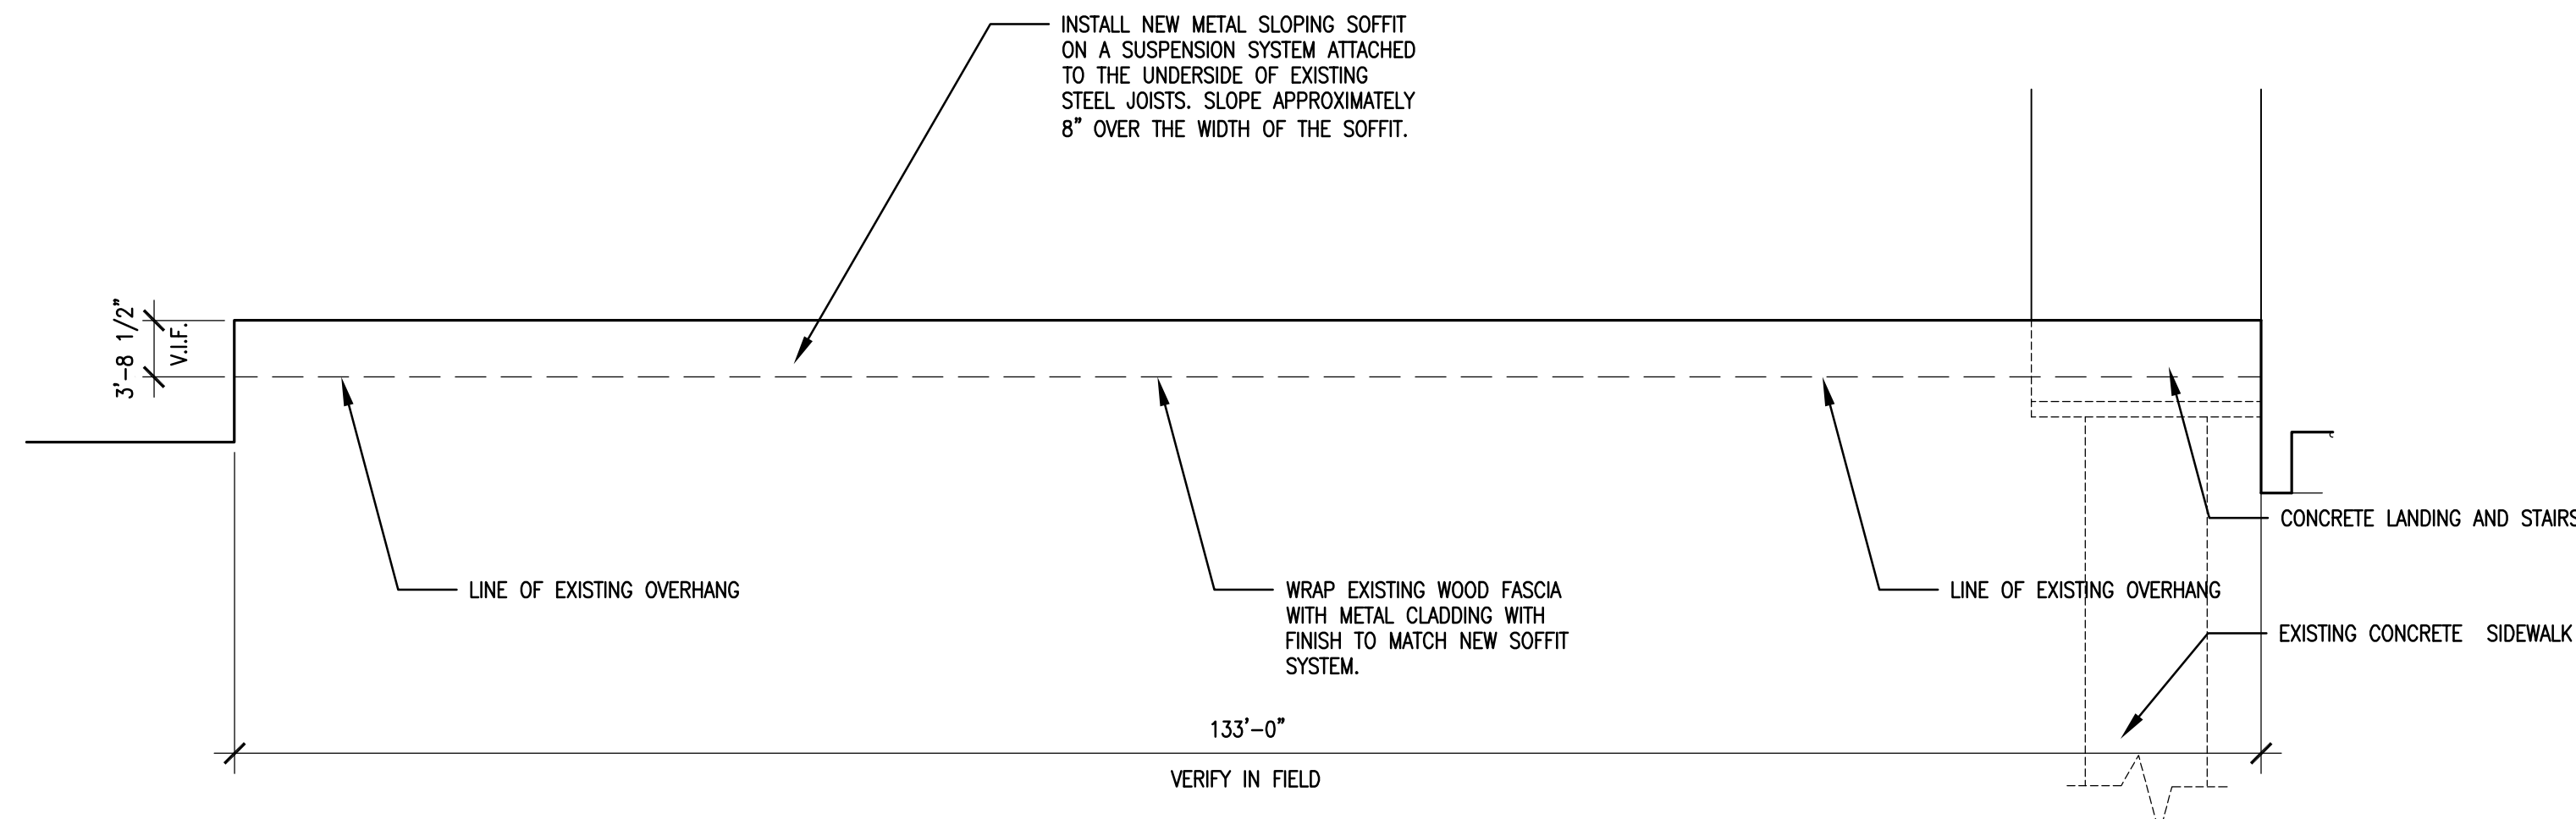 INSTALL NEW METAL SLOPING SOFFIT
ON A SUSPENSION SYSTEM ATTACHED
TO THE UNDERSIDE OF EXISTING
STEEL JOISTS. SLOPE APPROXIMATELY
8" OVER THE WIDTH OF THE SOFFIT.
3'-8 1/2"
V.I.F.
CONCRETE LANDING AND STAIRS
LINE OF EXISTING OVERHANG
WRAP EXISTING WOOD FASCIA
WITH METAL CLADDING WITH
FINISH TO MATCH NEW SOFFIT
SYSTEM.
LINE OF EXISTING OVERHANG
EXISTING CONCRETE SIDEWALK
133'-0"
VERIFY IN FIELD